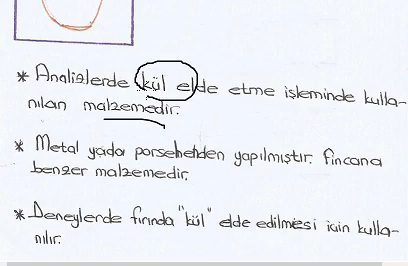 * Analizlerde kül elde etme işleminde kulla-
nılan malzemedir.
* Metal yada porselenden yapılmıştır. fincana
benzer malzemedir.
* Deneylerde fırında "kül" elde edilmesi için kulla-
nılır.